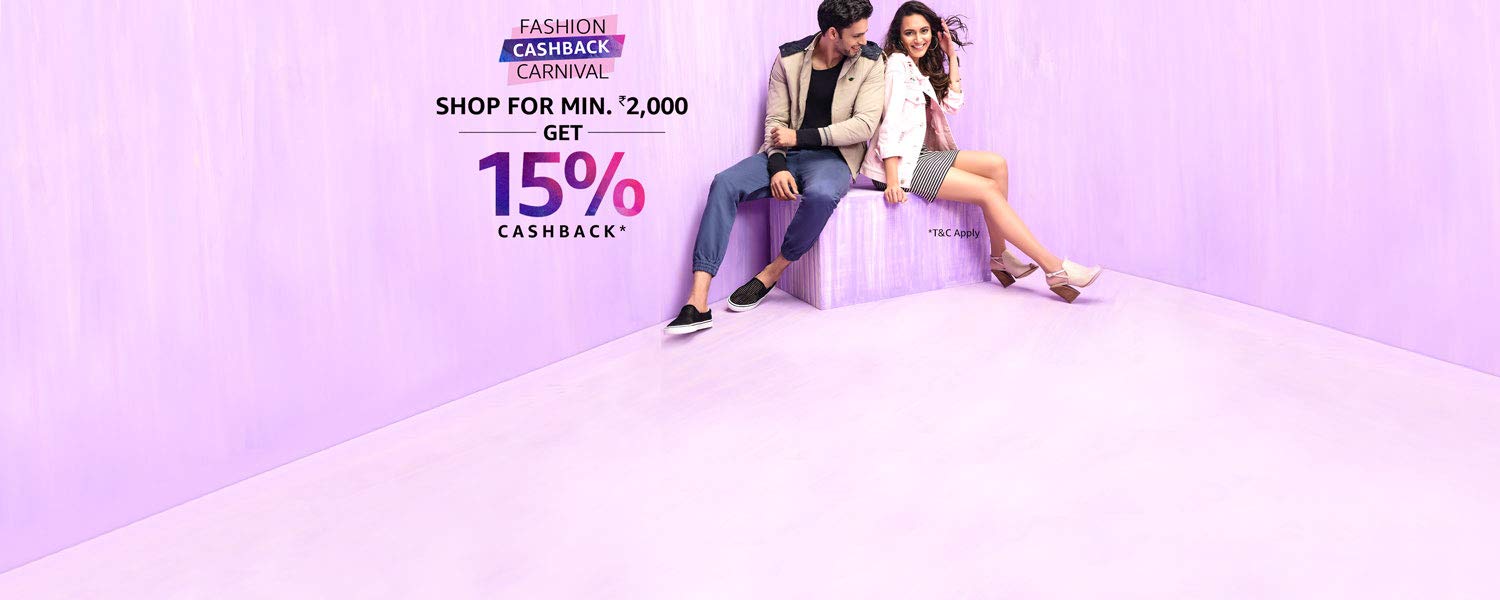 FASHION
CASHBACK
CARNIVAL
SHOP FOR MIN. ₹2,000
GET
15%
CASHBACK*
*T&C Apply